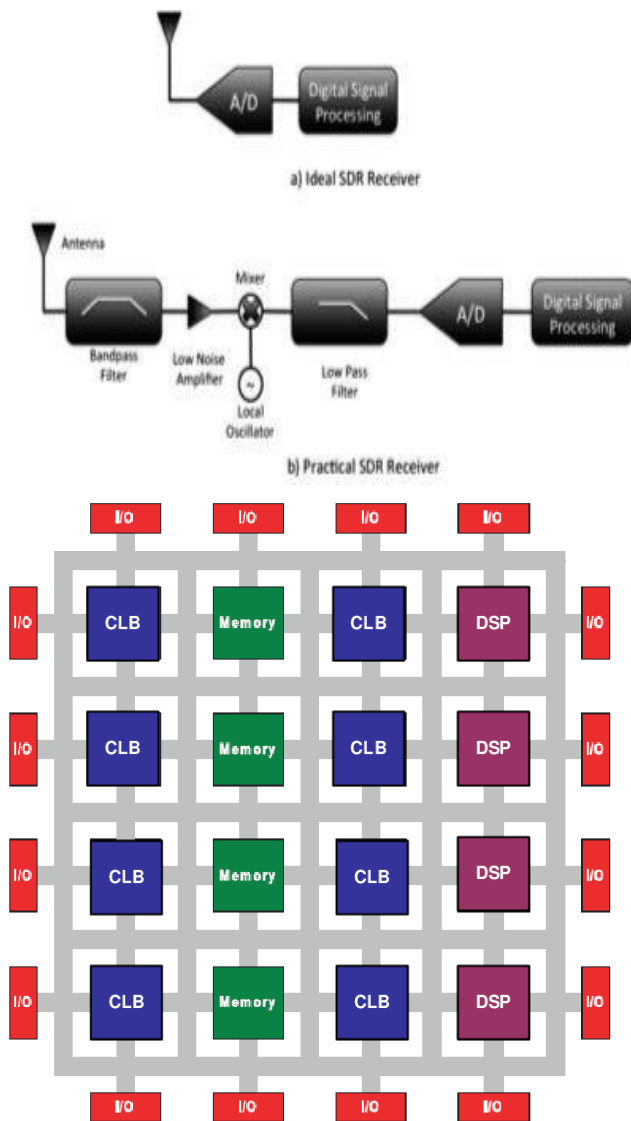 A/D
Digital Signal
Processing
a) Ideal SDR Receiver
Antenna
Mixer
A/D
Digital Signal
Processing
Bandpass
Filter
Low Noise
Amplifier
~
Low Pass
Filter
Local
Oscillator
b) Practical SDR Receiver
I/O I/O I/O I/O
I/O CLB Memory CLB DSP I/O
I/O CLB Memory CLB DSP I/O
I/O CLB Memory CLB DSP I/O
I/O CLB Memory CLB DSP I/O
I/O I/O I/O I/O